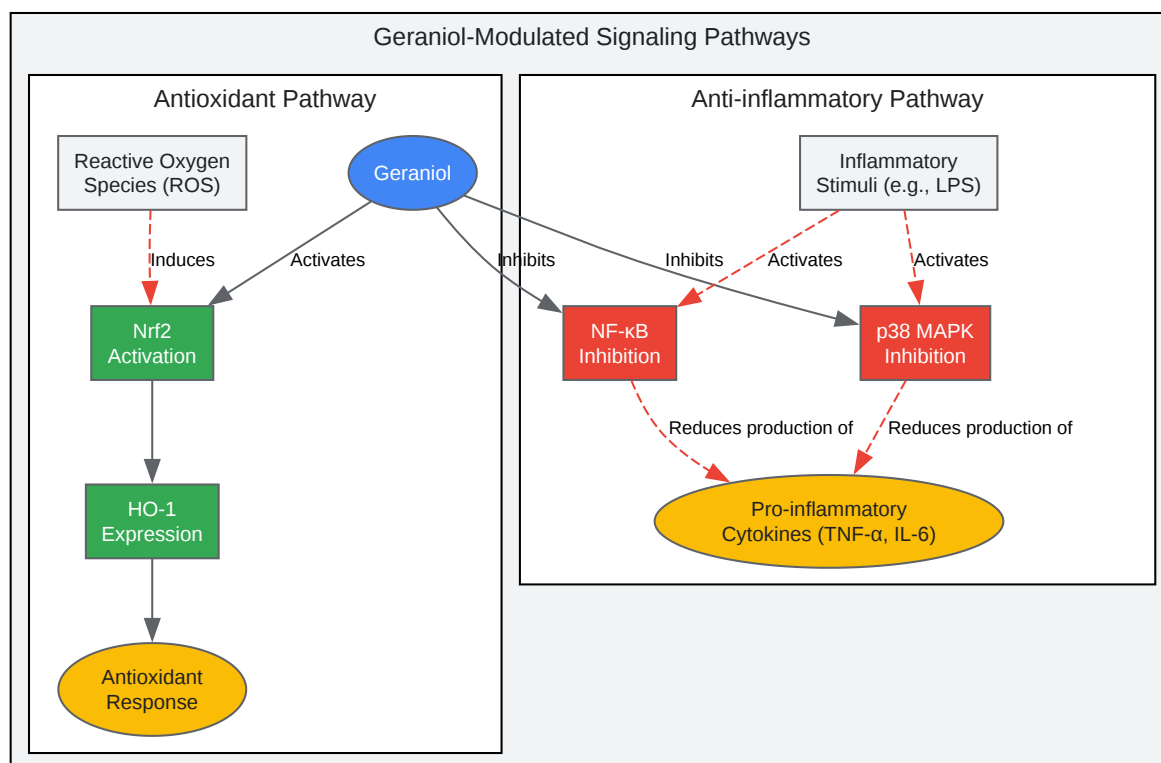 Geraniol-Modulated Signaling Pathways
Antioxidant Pathway
Reactive Oxygen
Species (ROS)
Geraniol
Induces
Activates
Nrf2
Activation
HO-1
Expression
Antioxidant
Response
Anti-inflammatory Pathway
Inflammatory
Stimuli (e.g., LPS)
Inhibits
Inhibits
Activates
Activates
NF-κB
Inhibition
p38 MAPK
Inhibition
Reduces production of
Reduces production of
Pro-inflammatory
Cytokines (TNF-α, IL-6)